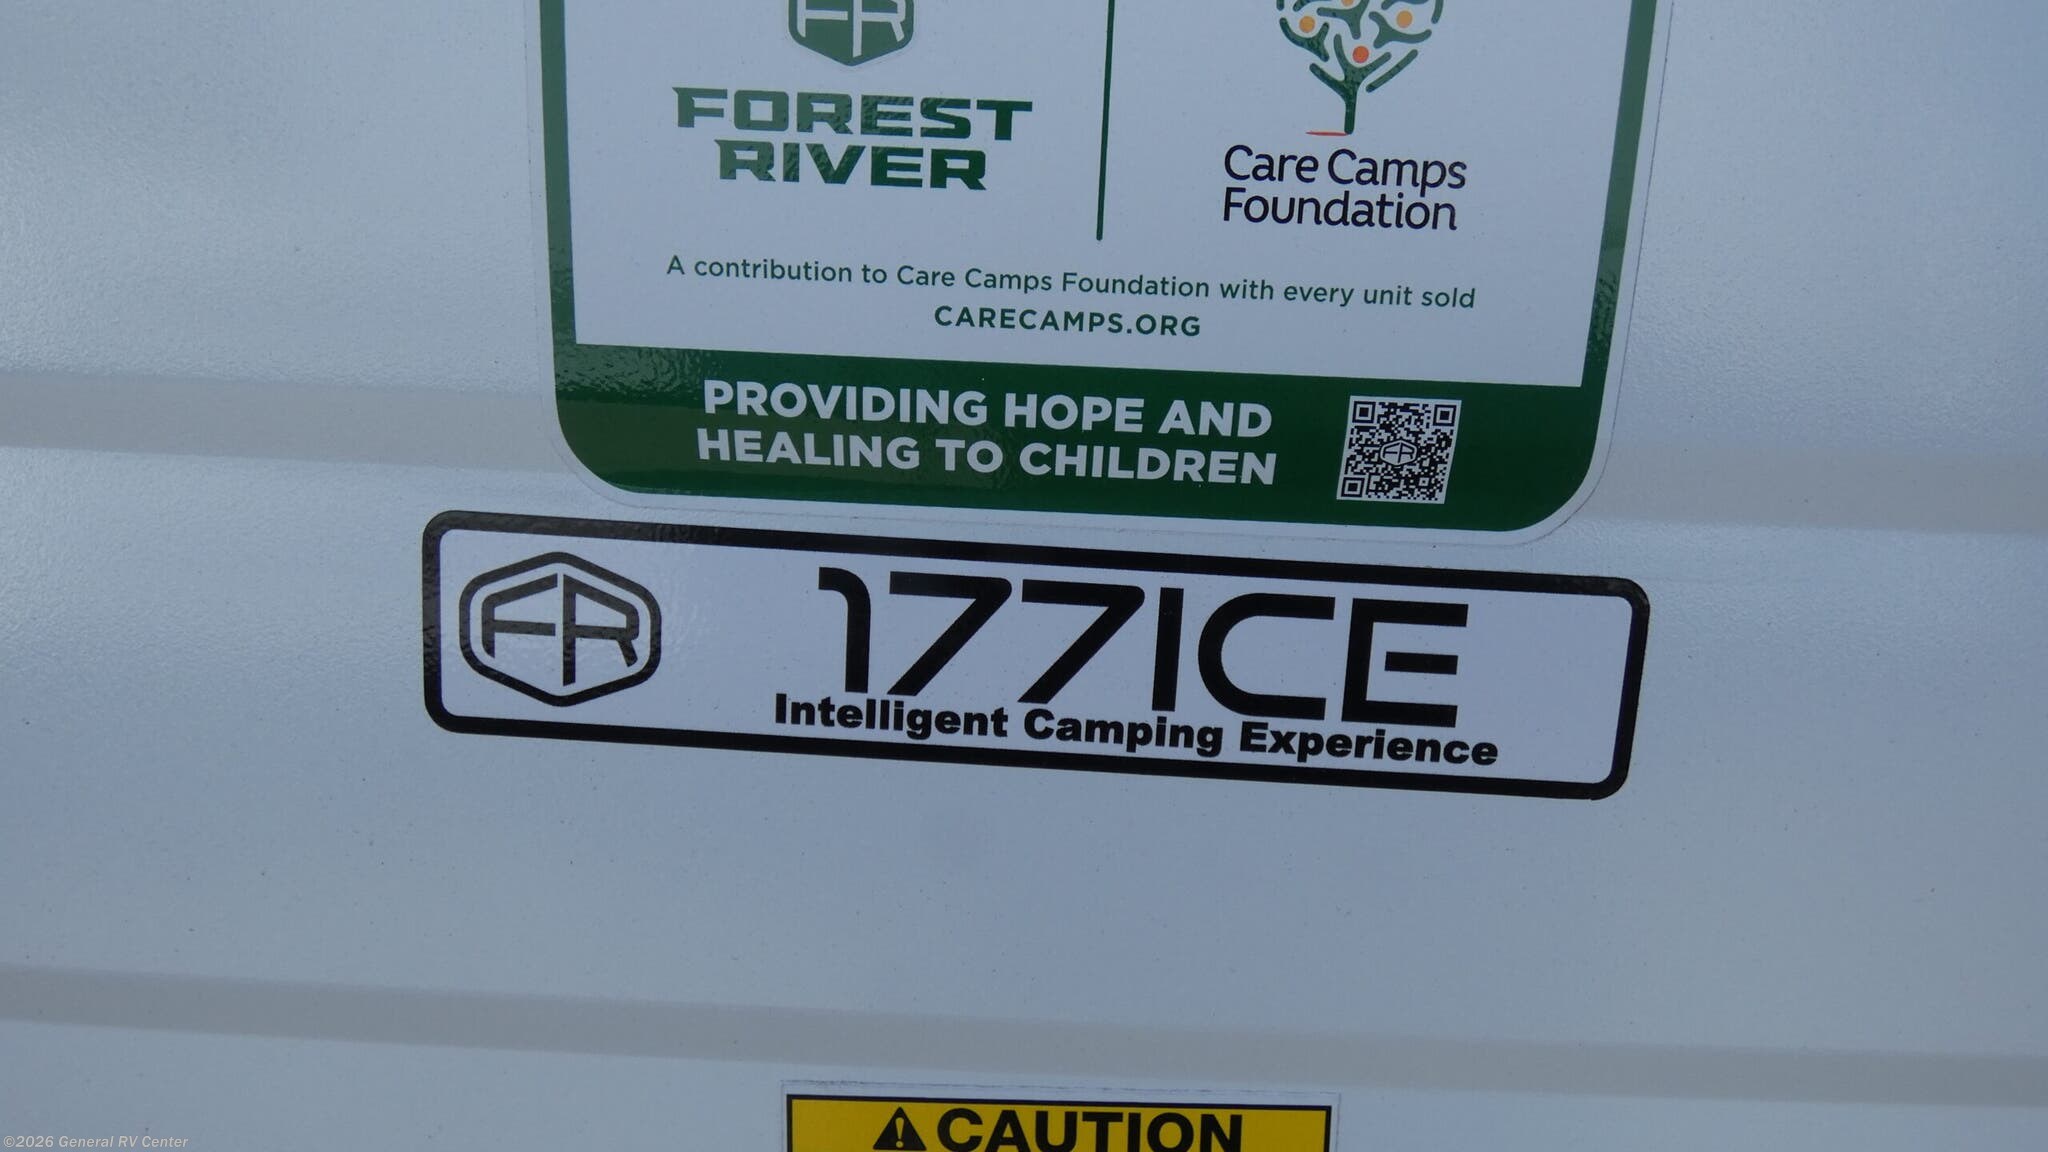 FR
FOREST
RIVER
Care Camps
Foundation
A contribution to Care Camps Foundation with every unit sold
CARECAMPS.ORG
PROVIDING HOPE AND
HEALING TO CHILDREN
FR
177ICE
Intelligent Camping Experience
CAUTION
©2026 General RV Center